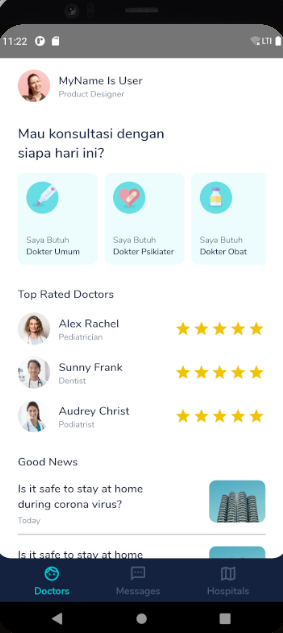 11:22
LTE
MyName Is User
Product Designer
Mau konsultasi dengan
siapa hari ini?
Saya Butuh
Dokter Umum
Saya Butuh
Dokter Psikiater
Saya Butuh
Dokter Obat
Top Rated Doctors
Alex Rachel
Pediatrician
Sunny Frank
Dentist
Audrey Christ
Podiatrist
Good News
Is it safe to stay at home
during corona virus?
Today
Is it safe to stay at home
Doctors
Messages
Hospitals